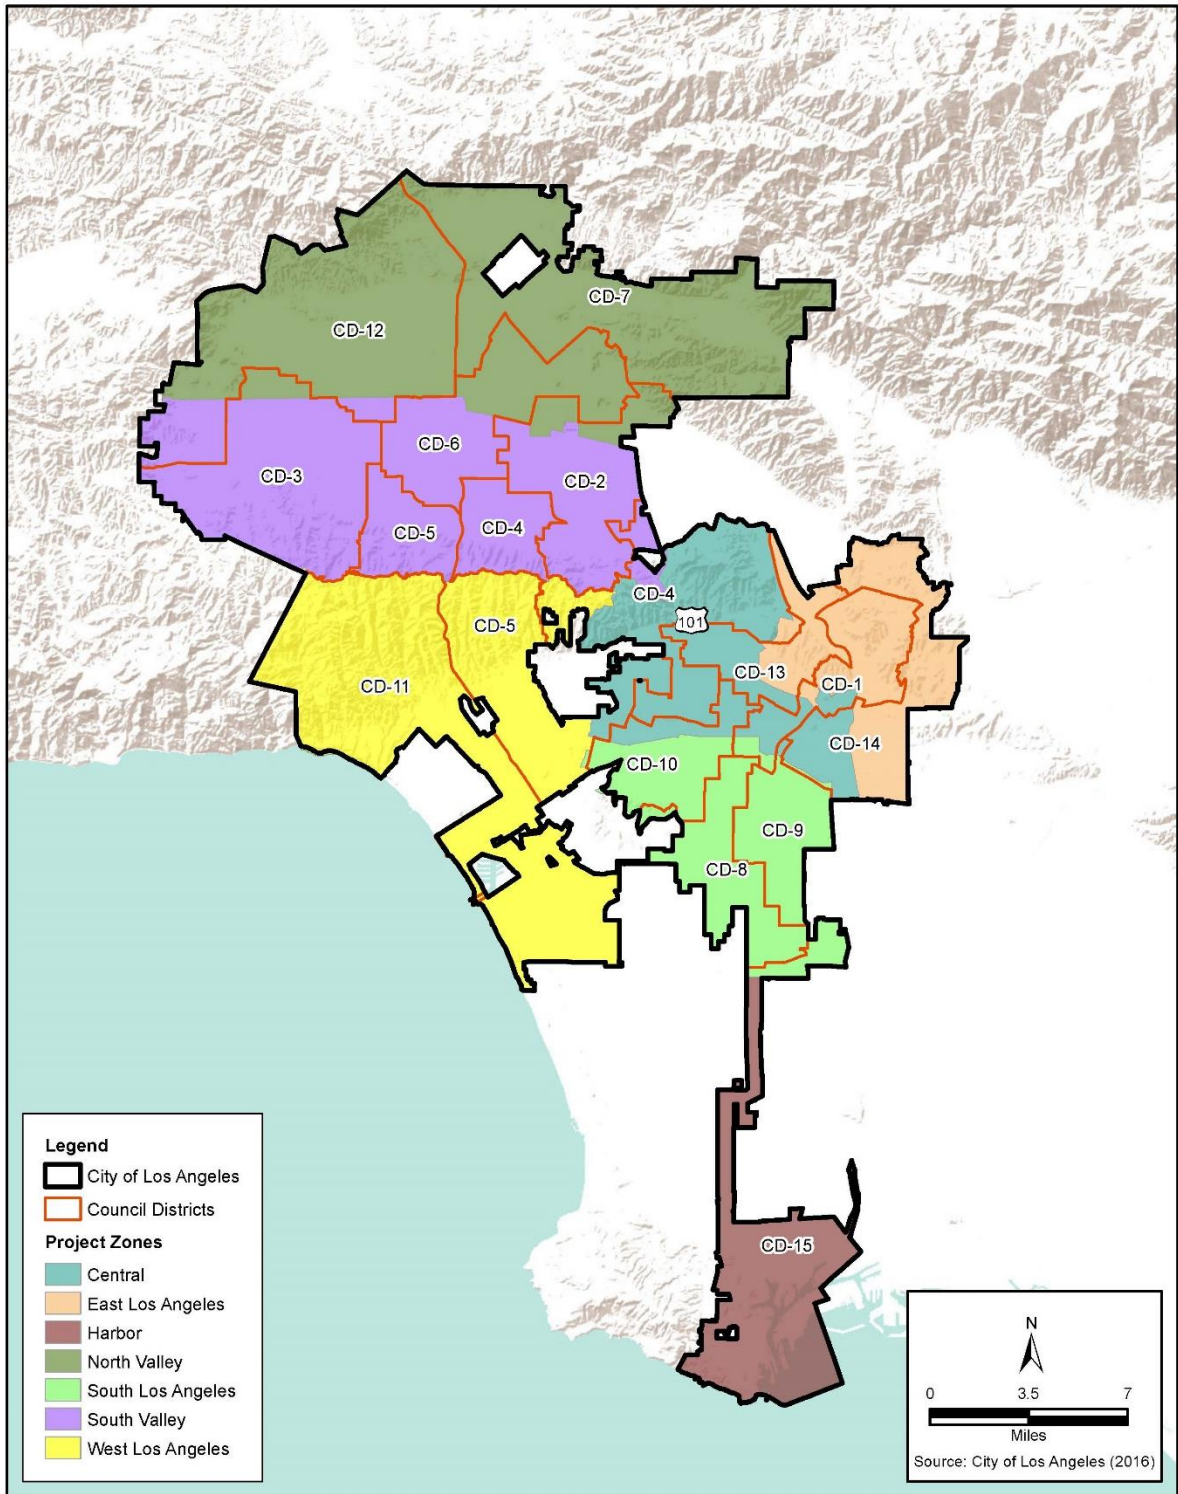 CD-7
CD-12
CD-6
CD-3
CD-2
CD-5
CD-4
CD-4
101
CD-5
CD-13
CD-1
CD-11
CD-14
CD-10
CD-9
CD-8
CD-15
Legend
City of Los Angeles
Council Districts
Project Zones
Central
East Los Angeles
Harbor
North Valley
South Los Angeles
South Valley
West Los Angeles
N
0 3.5 7
Miles
Source: City of Los Angeles (2016)